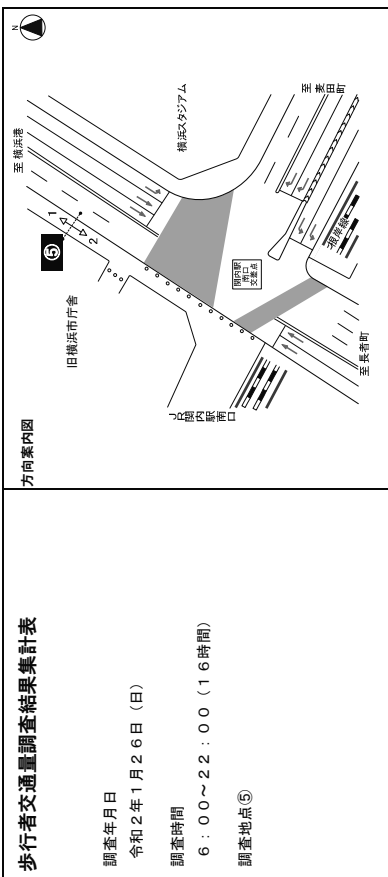 歩行者交通量調査結果集計表
調査年月日
令和２年１月２６日（日）
調査時間
６：００～２２：００（１６時間）
調査地点⑤
方向案内図
N
至 横浜港
横浜スタジアム
至 麦田町
⑤
1
2
旧横浜市庁舎
関内駅
南口
交差点
根岸線
JR関内駅南口
至 長者町